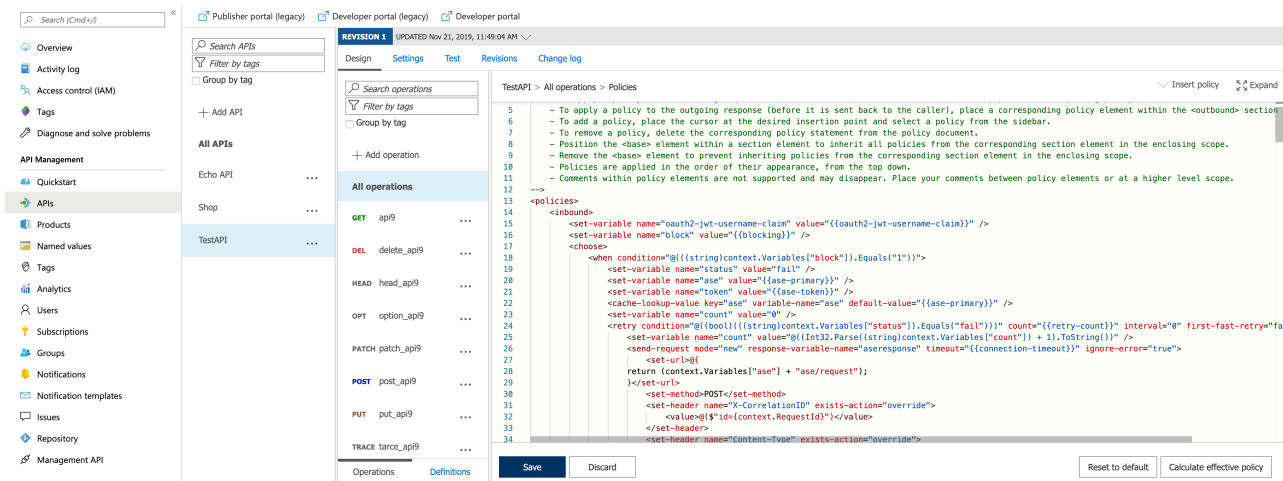 Search (Cmd+/)
«
Overview
Activity log
Access control (IAM)
Tags
Diagnose and solve problems
API Management
Quickstart
APIs
Products
Named values
Tags
Analytics
Users
Subscriptions
Groups
Notifications
Notification templates
Issues
Repository
Management API
Publisher portal (legacy) Developer portal (legacy) Developer portal
Search APIs
Filter by tags
Group by tag
+ Add API
All APIs
Echo API ...
Shop ...
TestAPI ...
REVISION 1 UPDATED Nov 21, 2019, 11:49:04 AM
Design Settings Test Revisions Change log
Search operations
Filter by tags
Group by tag
+ Add operation
All operations
GET api9 ...
DEL delete_api9 ...
HEAD head_api9 ...
OPT option_api9 ...
PATCH patch_api9 ...
POST post_api9 ...
PUT put_api9 ...
TRACE tarce_api9 ...
Operations Definitions
TestAPI > All operations > Policies
Insert policy Expand
5 - To apply a policy to the outgoing response (before it is sent back to the caller), place a corresponding policy element within the <outbound> section
6 - To add a policy, place the cursor at the desired insertion point and select a policy from the sidebar.
7 - To remove a policy, delete the corresponding policy statement from the policy document.
8 - Position the <base> element within a section element to inherit all policies from the corresponding section element in the enclosing scope.
9 - Remove the <base> element to prevent inheriting policies from the corresponding section element in the enclosing scope.
10 - Policies are applied in the order of their appearance, from the top down.
11 - Comments within policy elements are not supported and may disappear. Place your comments between policy elements or at a higher level scope.
12 -->
13 <policies>
14 <inbound>
15 <set-variable name="oauth2-jwt-username-claim" value="{{oauth2-jwt-username-claim}}" />
16 <set-variable name="block" value="{{blocking}}" />
17 <choose>
18 <when condition="@(((string)context.Variables["block"]).Equals("1"))">
19 <set-variable name="status" value="fail" />
20 <set-variable name="ase" value="{{ase-primary}}" />
21 <set-variable name="token" value="{{ase-token}}" />
22 <cache-lookup-value key="ase" variable-name="ase" default-value="{{ase-primary}}" />
23 <set-variable name="count" value="0" />
24 <retry condition="@((bool)(((string)context.Variables["status"]).Equals("fail")))" count="{{retry-count}}" interval="0" first-fast-retry="fa
25 <set-variable name="count" value="@((Int32.Parse((string)context.Variables["count"]) + 1).ToString())" />
26 <send-request mode="new" response-variable-name="aseresponse" timeout="{{connection-timeout}}" ignore-error="true">
27 <set-url>@{
28 return (context.Variables["ase"] + "ase/request");
29 }</set-url>
30 <set-method>POST</set-method>
31 <set-header name="X-CorrelationID" exists-action="override">
32 <value>@($"id={context.RequestId}")</value>
33 </set-header>
34 <set-header name="Content-Type" exists-action="override">
Save Discard Reset to default Calculate effective policy